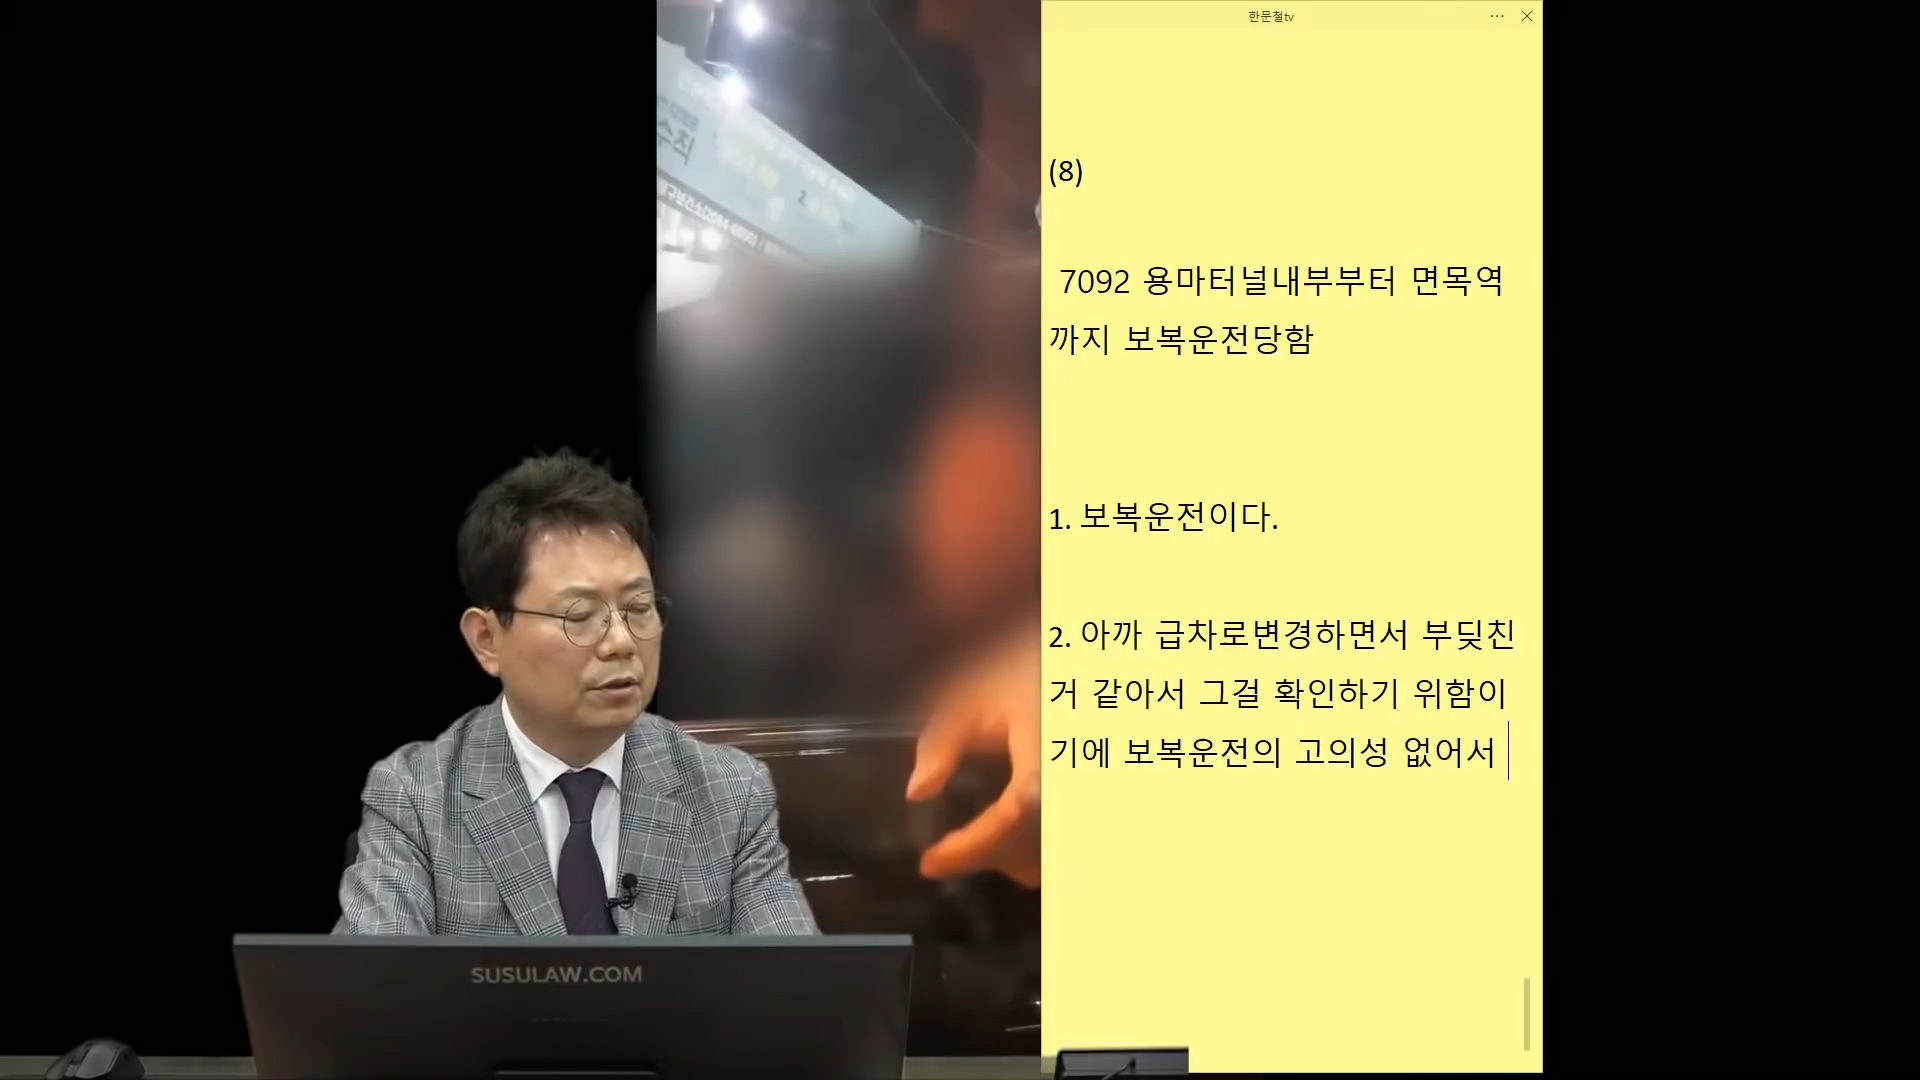 한문철tv
(8)
7092 용마터널내부부터 면목역
까지 보복운전당함
1. 보복운전이다.
2. 아까 급차로변경하면서 부딪친
거 같아서 그걸 확인하기 위함이
기에 보복운전의 고의성 없어서
수직
SUSULAW.COM